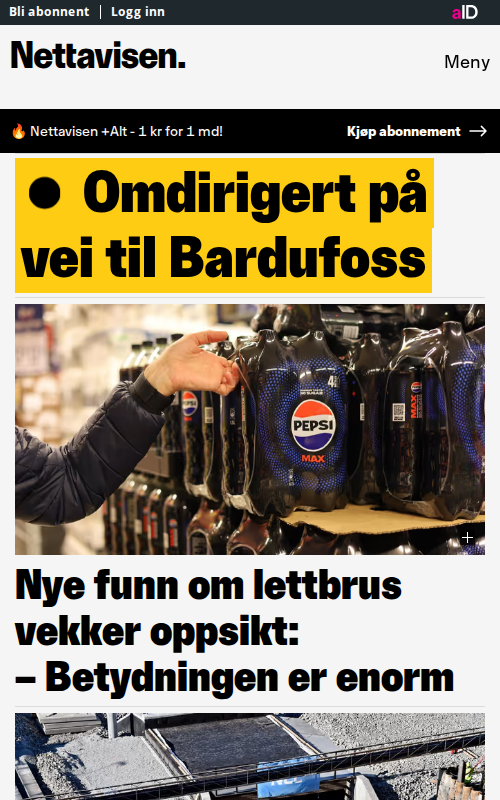 Bli abonnent | Logg inn
aID
Nettavisen.
Meny
🔥 Nettavisen +Alt - 1 kr for 1 md!
Kjøp abonnement →
● Omdirigert på
vei til Bardufoss
4
PEPSI
MAX
MAX
Nye funn om lettbrus
vekker oppsikt:
– Betydningen er enorm